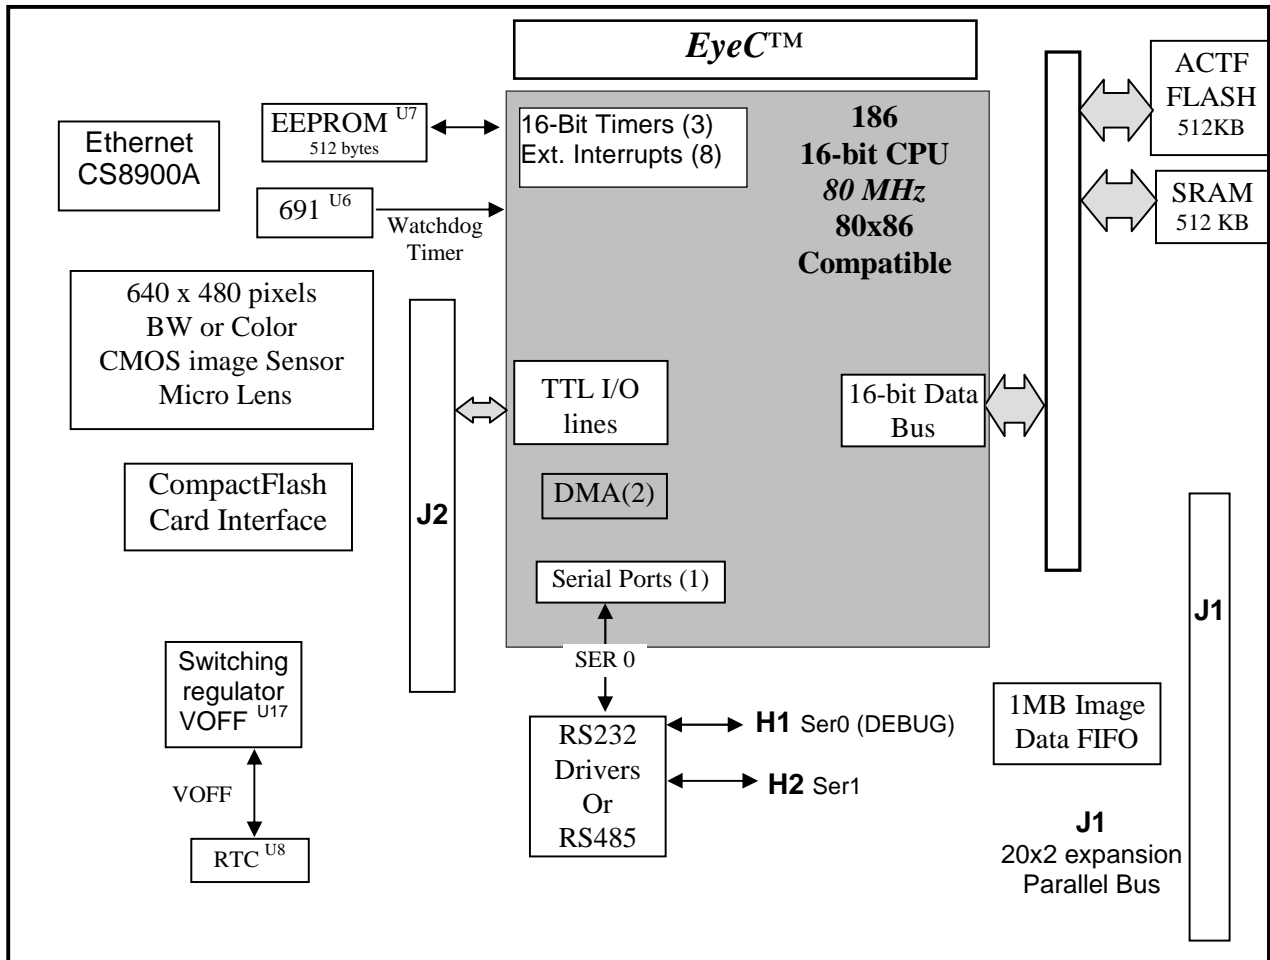 EyeC™
EEPROM U7
512 bytes
Ethernet
CS8900A
691 U6
Watchdog
Timer
16-Bit Timers (3)
Ext. Interrupts (8)
186
16-bit CPU
80 MHz
80x86
Compatible
ACTF
FLASH
512KB
SRAM
512 KB
640 x 480 pixels
BW or Color
CMOS image Sensor
Micro Lens
TTL I/O
lines
16-bit Data
Bus
CompactFlash
Card Interface
J2
DMA(2)
Serial Ports (1)
J1
SER 0
Switching
regulator
VOFF U17
VOFF
RTC U8
RS232
Drivers
Or
RS485
H1 Ser0 (DEBUG)
H2 Ser1
1MB Image
Data FIFO
J1
20x2 expansion
Parallel Bus